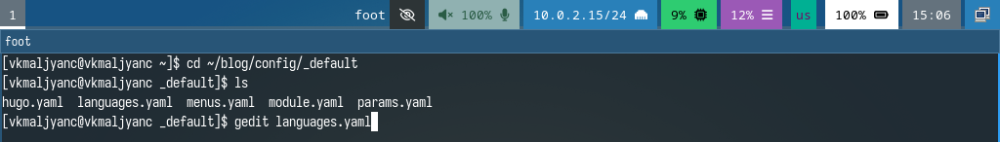 1 foot 100% 10.0.2.15/24 9% 12% us 100% 15:06
foot
[vkmaljyanc@vkmaljyanc ~]$ cd ~/blog/config/_default
[vkmaljyanc@vkmaljyanc _default]$ ls
hugo.yaml  languages.yaml  menus.yaml  module.yaml  params.yaml
[vkmaljyanc@vkmaljyanc _default]$ gedit languages.yaml